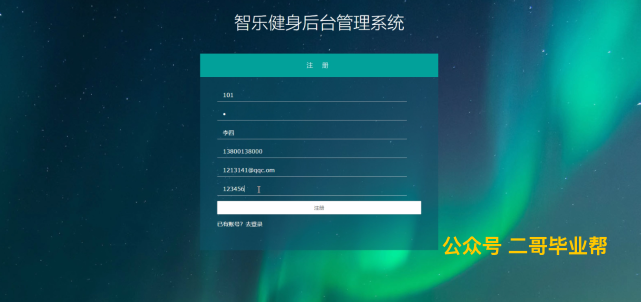 智乐健身后台管理系统
注 册
101
•
李四
13800138000
1213141@qqc.om
123456
注册
已有账号? 去登录
公众号 二哥毕业帮